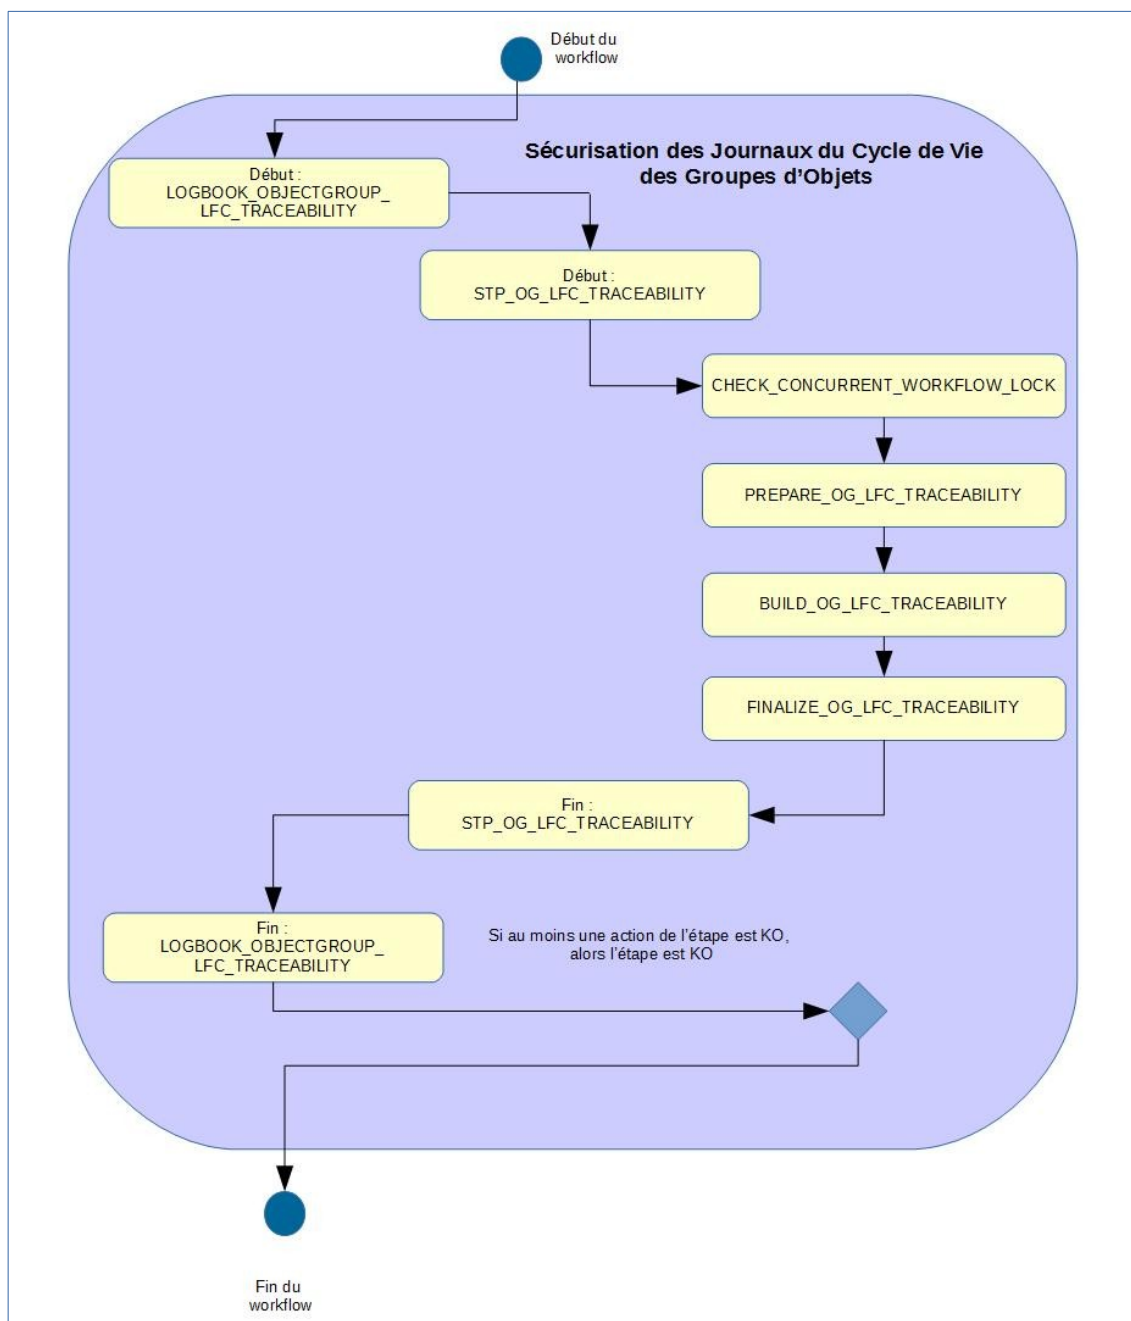 Début du
workflow
Sécurisation des Journaux du Cycle de Vie
des Groupes d’Objets
Début :
LOGBOOK_OBJECTGROUP_
LFC_TRACEABILITY
Début :
STP_OG_LFC_TRACEABILITY
CHECK_CONCURRENT_WORKFLOW_LOCK
PREPARE_OG_LFC_TRACEABILITY
BUILD_OG_LFC_TRACEABILITY
FINALIZE_OG_LFC_TRACEABILITY
Fin :
STP_OG_LFC_TRACEABILITY
Fin :
LOGBOOK_OBJECTGROUP_
LFC_TRACEABILITY
Si au moins une action de l’étape est KO,
alors l’étape est KO
Fin du
workflow